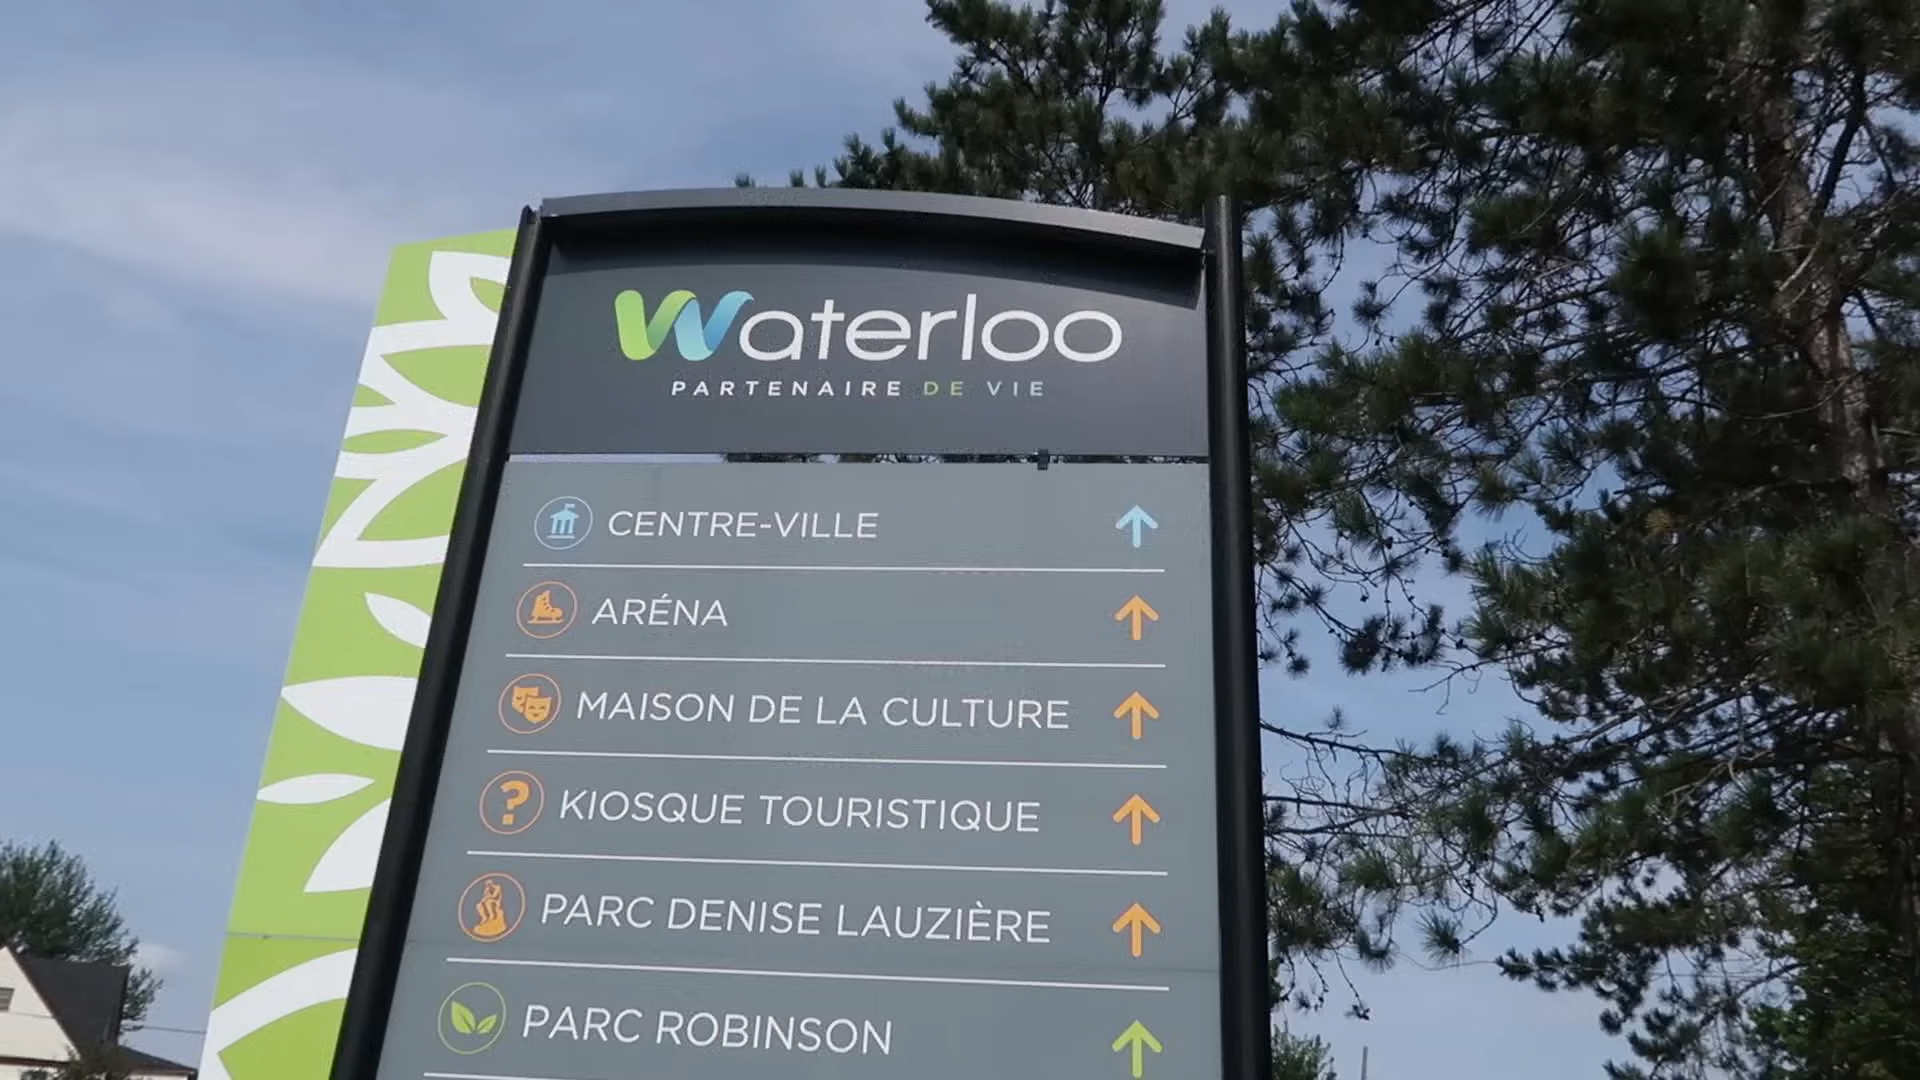 Waterloo
PARTENAIRE DE VIE
CENTRE-VILLE
ARÉNA
MAISON DE LA CULTURE
? KIOSQUE TOURISTIQUE
PARC DENISE LAUZIÈRE
PARC ROBINSON